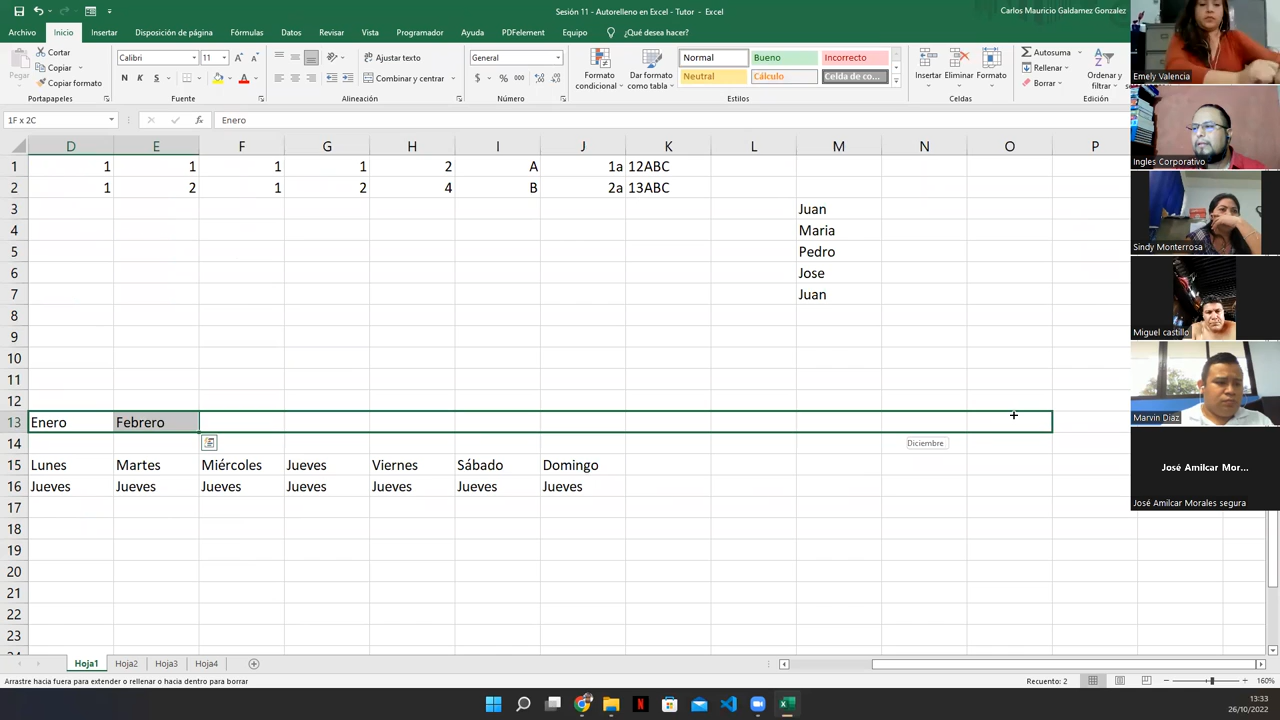 Sesión 11 - Autorelleno en Excel - Tutor - Excel
Carlos Mauricio Galdamez Gonzalez
Archivo Inicio Insertar Disposición de página Fórmulas Datos Revisar Vista Programador Ayuda PDFelement Equipo ¿Qué desea hacer?
Pegar
Cortar
Copiar
Copiar formato
Portapapeles
Calibri 11
N K S
Fuente
Ajustar texto
Combinar y centrar
Alineación
General
$ % 000
Número
Formato condicional
Dar formato como tabla
Normal Bueno Incorrecto
Neutral Cálculo Celda de co...
Estilos
Insertar Eliminar Formato
Celdas
Autosuma
Rellenar
Borrar
Ordenar y filtrar
Edición
1F x 2C
fx Enero
D E F G H I J K L M N O P
1 1 1 1 1 2 A 1a 12ABC
2 1 2 1 2 4 B 2a 13ABC
3 Juan
4 Maria
5 Pedro
6 Jose
7 Juan
8
9
10
11
12
13 Enero Febrero
14 Diciembre
15 Lunes Martes Miércoles Jueves Viernes Sábado Domingo
16 Jueves Jueves Jueves Jueves Jueves Jueves Jueves
17
18
19
20
21
22
23
Hoja1 Hoja2 Hoja3 Hoja4
Arrastre hacia fuera para extender o rellenar o hacia dentro para borrar
Recuento: 2
160%
13:33
26/10/2022
Emely Valencia
Ingles Corporativo
Sindy Monterrosa
Miguel castillo
Marvin Diaz
José Amilcar Mor...
José Amilcar Morales segura